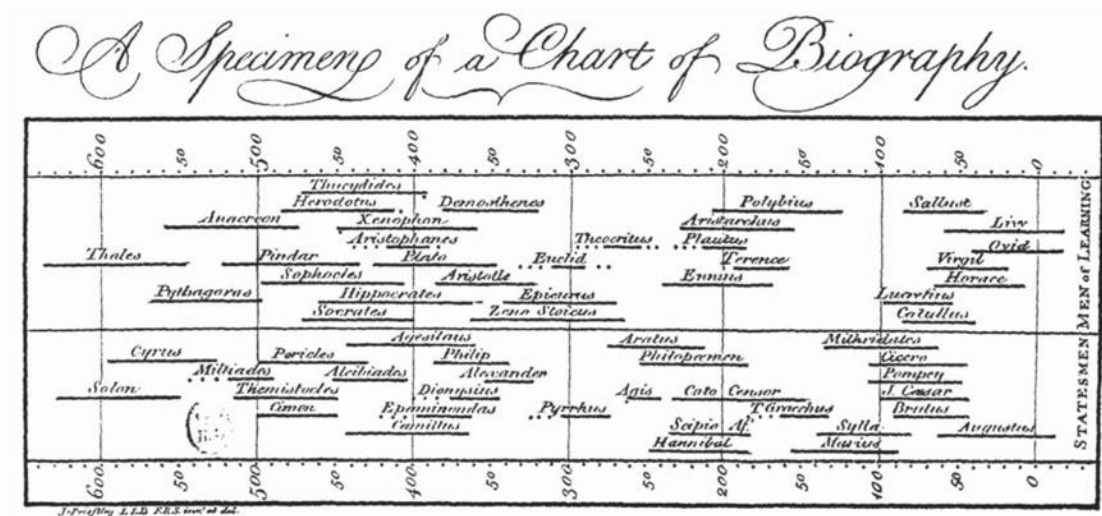 A Specimen of a Chart of Biography.
600 50 500 50 400 50 300 50 200 50 100 50 0
Thucydides
Herodotus Demosthenes Polybius Sallust
Anacreon Xenophon Aristarchus Livy
Aristophanes Theocritus Plautus Ovid
Thales Pindar Plato Euclid Terence Virgil
Sophocles Aristotle Ennius Horace
Pythagoras Hippocrates Epicurus Lucretius
Socrates Zeno Stoicus Catullus
MEN of LEARNING
Agesilaus Aratus Mithridates
Cyrus Pericles Philip Philopæmen Cicero
Miltiades Alcibiades Alexander Pompey
Solon Themistocles Dionysius Agis Cato Censor J. Cæsar
Cimon Epaminondas Pyrrhus T Gracchus Brutus
Camillus Scipio Af. Sylla Augustus
Hannibal Marius
STATESMEN
600 50 500 50 400 50 300 50 200 50 100 50 0
J. Priestley L.L.D. F.R.S. inv.t et del.